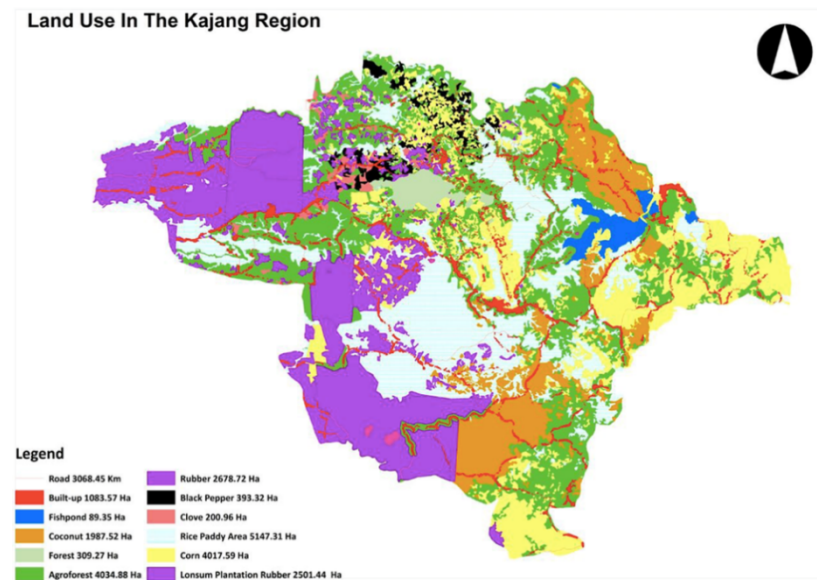 Land Use In The Kajang Region
Legend
Road 3068.45 Km
Built-up 1083.57 Ha
Fishpond 89.35 Ha
Coconut 1987.52 Ha
Forest 309.27 Ha
Agroforest 4034.88 Ha
Rubber 2678.72 Ha
Black Pepper 393.32 Ha
Clove 200.96 Ha
Rice Paddy Area 5147.31 Ha
Corn 4017.59 Ha
Lonsum Plantation Rubber 2501.44 Ha